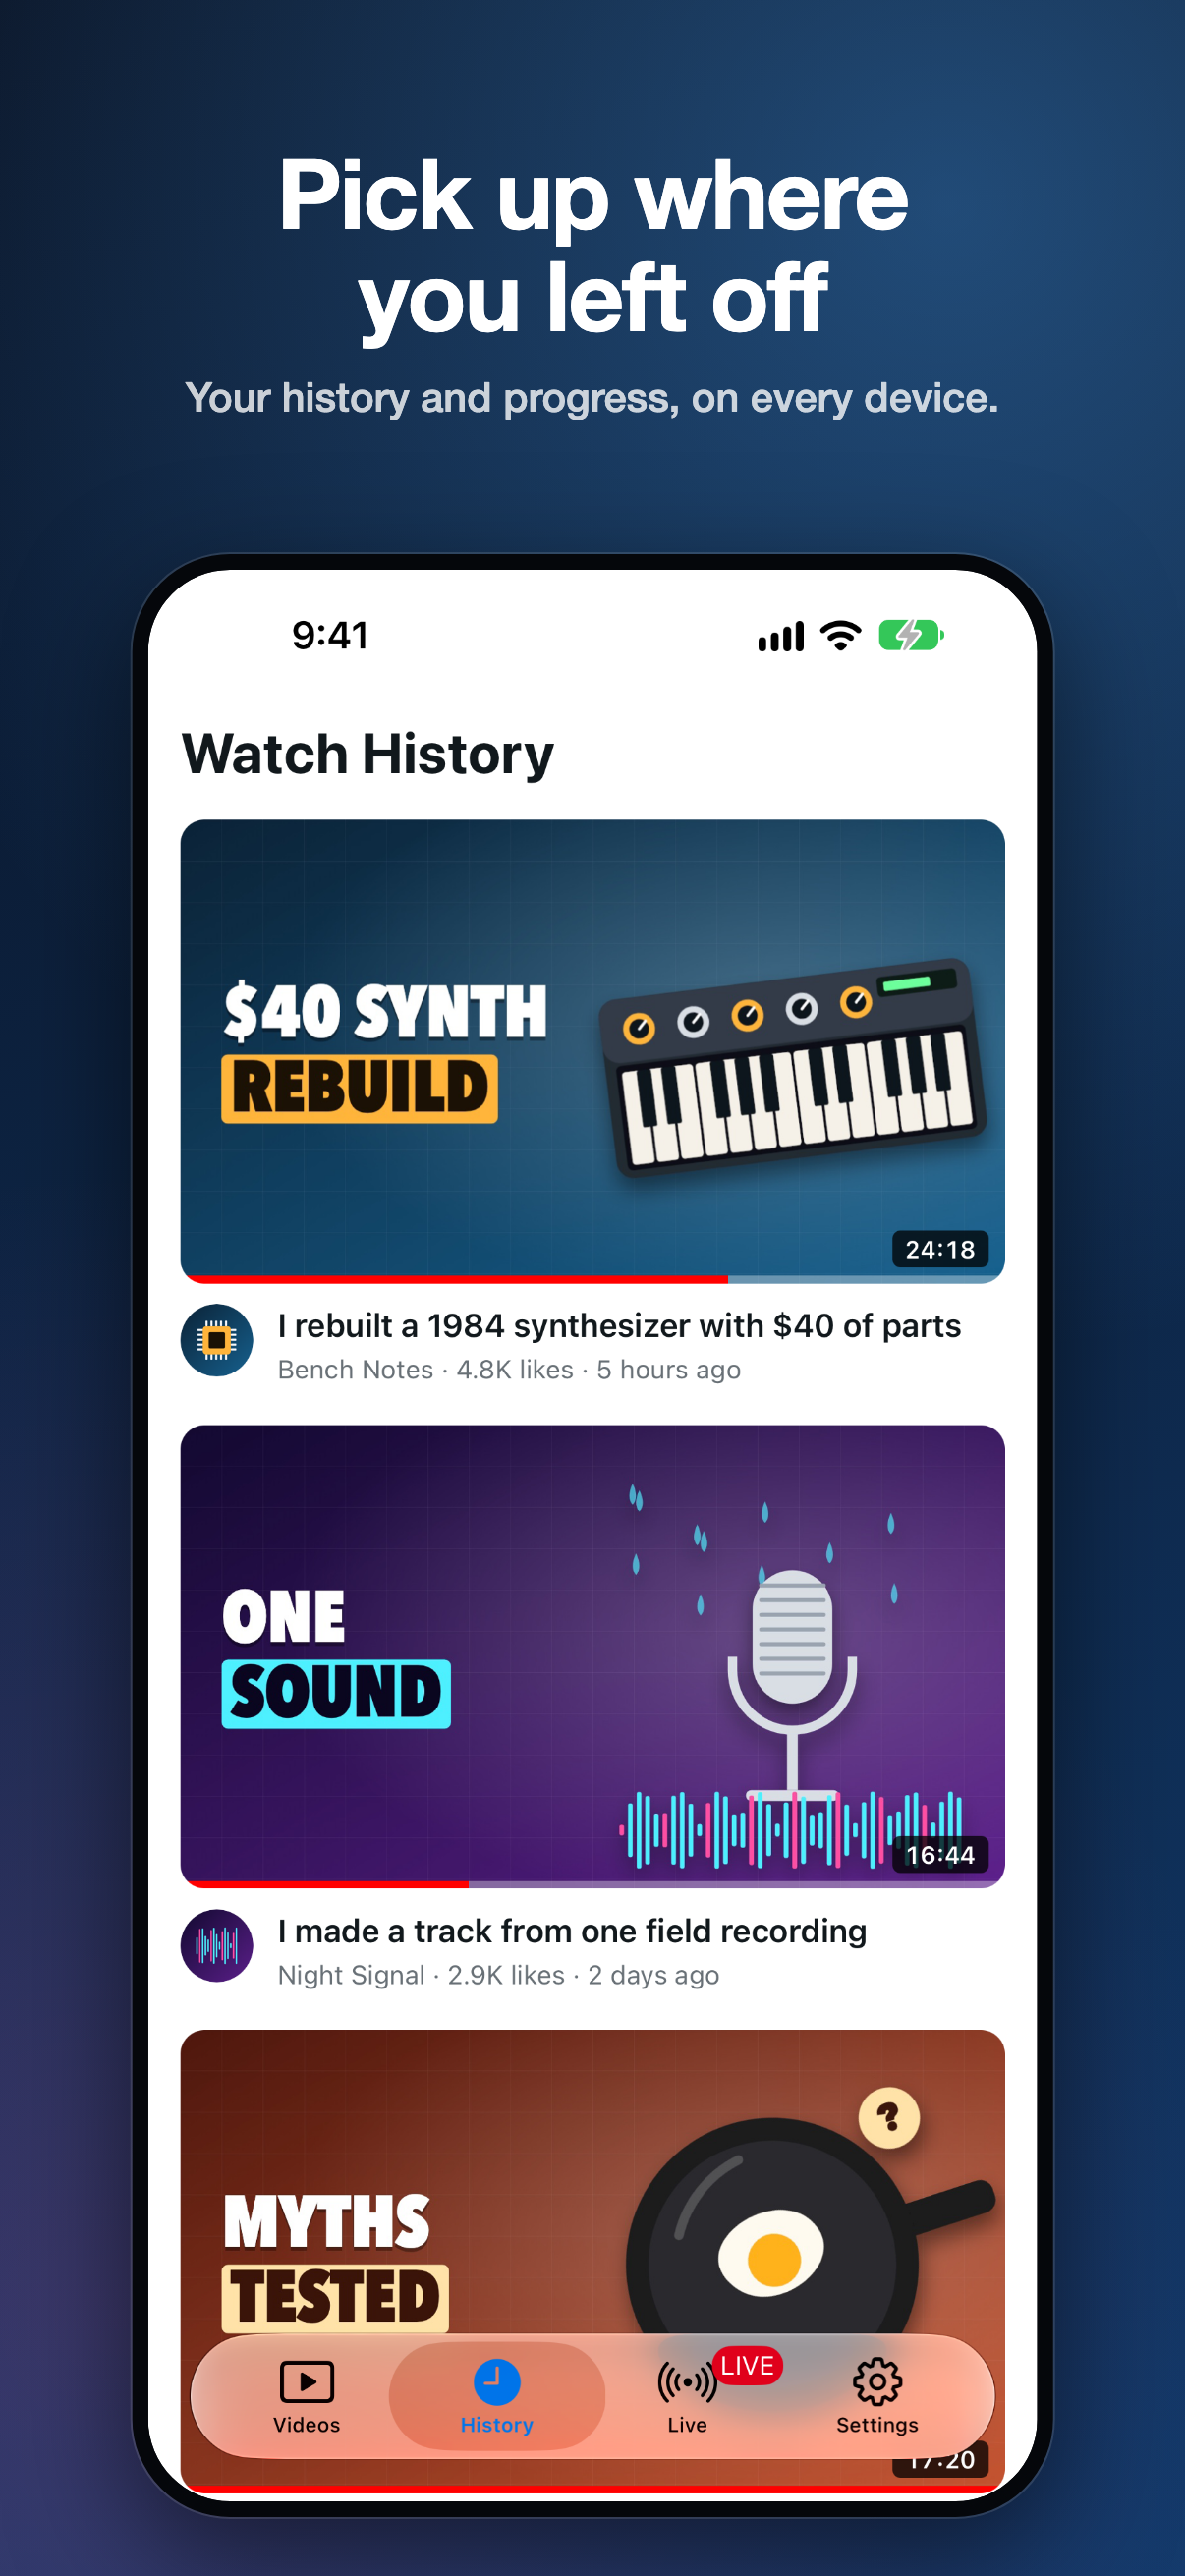 Pick up where
you left off
Your history and progress, on every device.
9:41
Watch History
$40 SYNTH
REBUILD
24:18
I rebuilt a 1984 synthesizer with $40 of parts
Bench Notes · 4.8K likes · 5 hours ago
ONE
SOUND
16:44
I made a track from one field recording
Night Signal · 2.9K likes · 2 days ago
?
MYTHS
TESTED
LIVE
Videos
History
Live
Settings
17:20